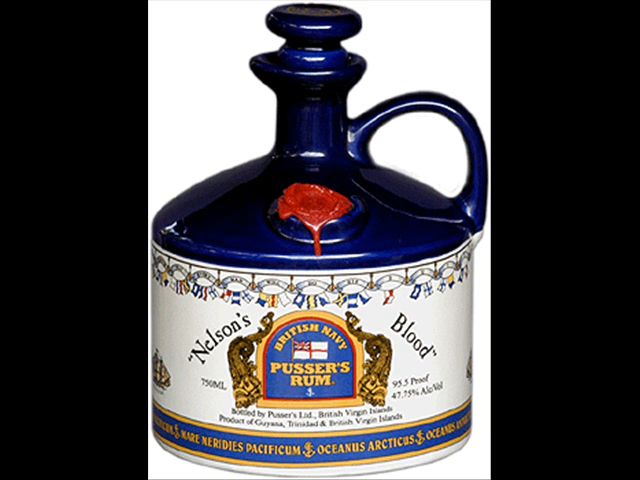 "Nelson's Blood"
BRITISH NAVY
PUSSER'S
RUM
750ML
95.5 Proof
47.75% Alc/Vol
Bottled by Pusser's Ltd., British Virgin Islands
Product of Guyana, Trinidad & British Virgin Islands
MARE MERIDIES PACIFICUM OCEANUS ARCTICUS OCEANUS